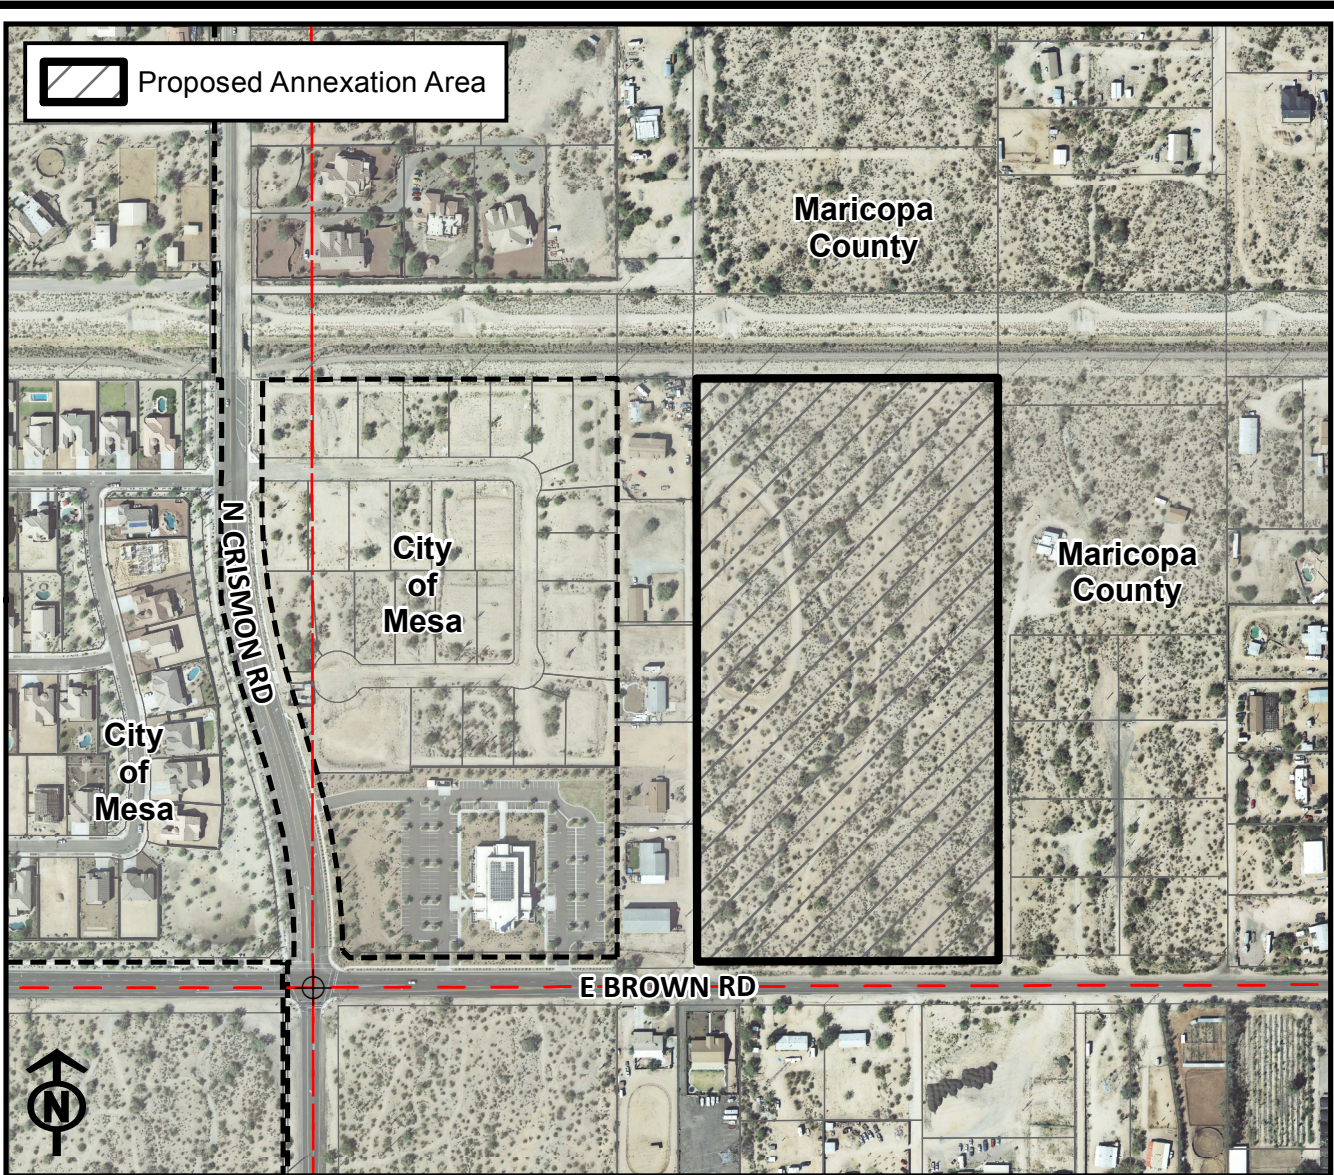 Proposed Annexation Area
Maricopa
County
N CRISMON RD
City
of
Mesa
Maricopa
County
City
of
Mesa
E BROWN RD
N